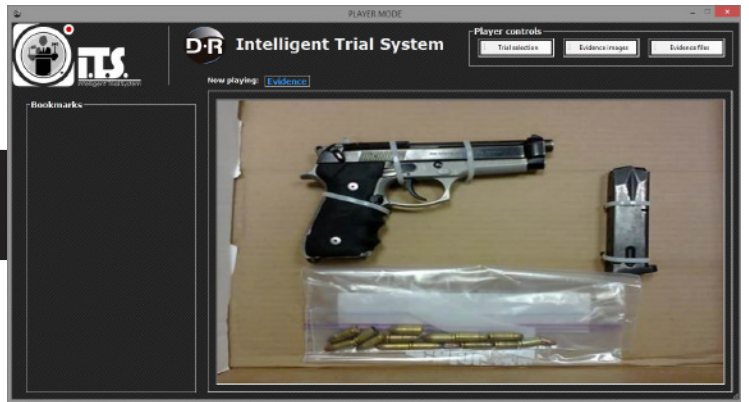 PLAYER MODE
i.T.S.
Intelligent Trial System
D·R Intelligent Trial System
Player controls
Trial selection
Evidence images
Evidence files
Now playing: Evidence
Bookmarks